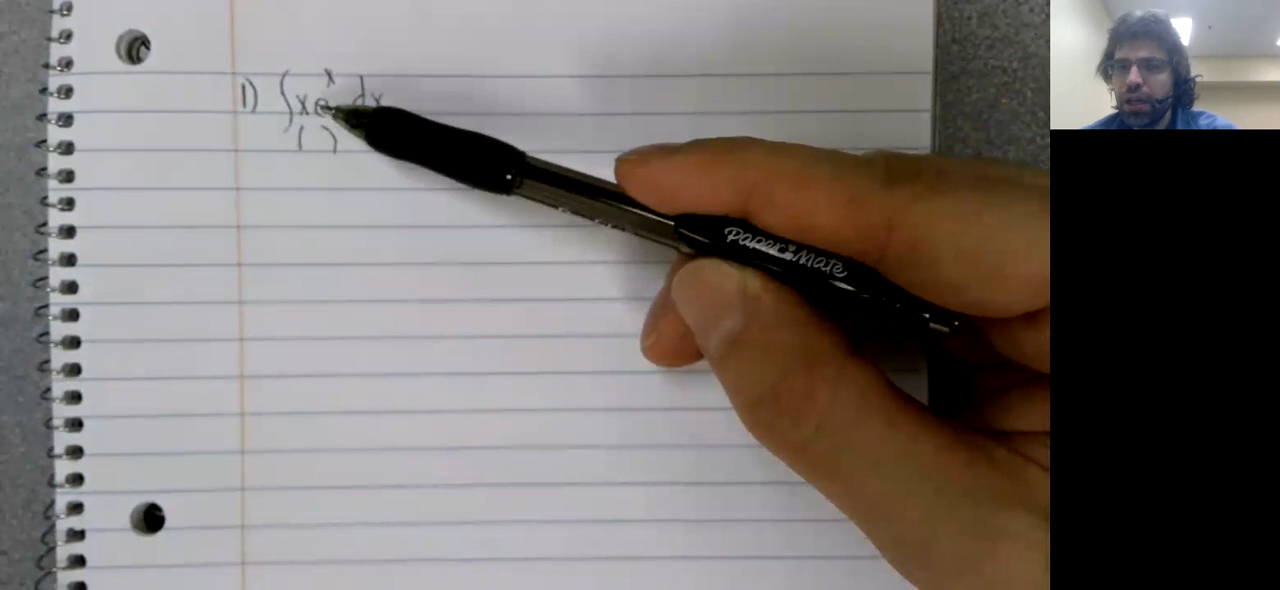 1) ∫xeˣ dx
( )
Paper Mate